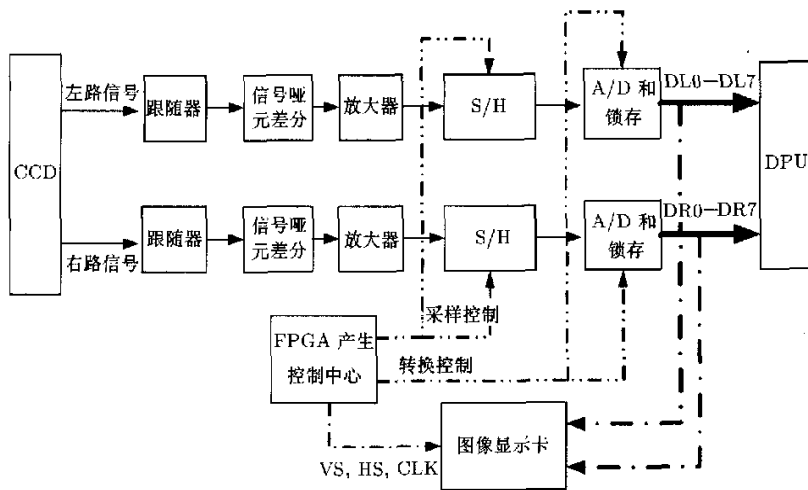 左路信号
跟随器
信号哑
元差分
放大器
S/H
A/D 和
锁存
DL0-DL7
CCD
DPU
右路信号
跟随器
信号哑
元差分
放大器
S/H
A/D 和
锁存
DR0-DR7
采样控制
FPGA 产生
控制中心
转换控制
图像显示卡
VS, HS, CLK